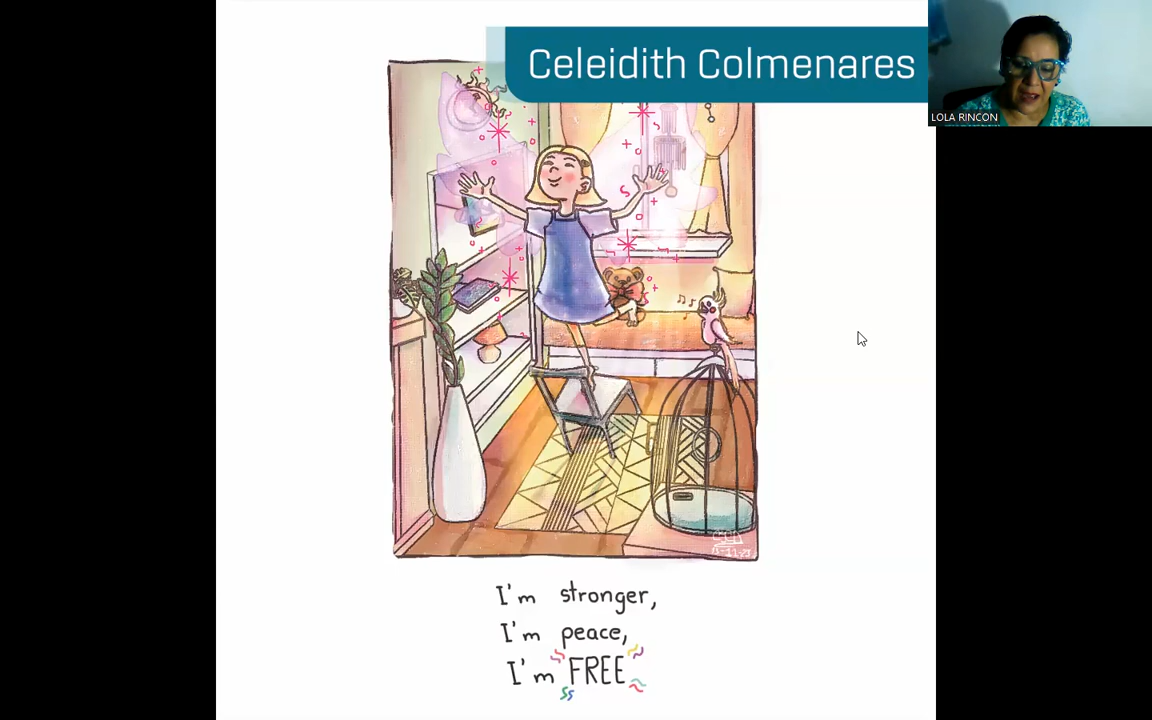 Celeidith Colmenares
LOLA RINCON
I'm stronger,
I'm peace,
I'm FREE